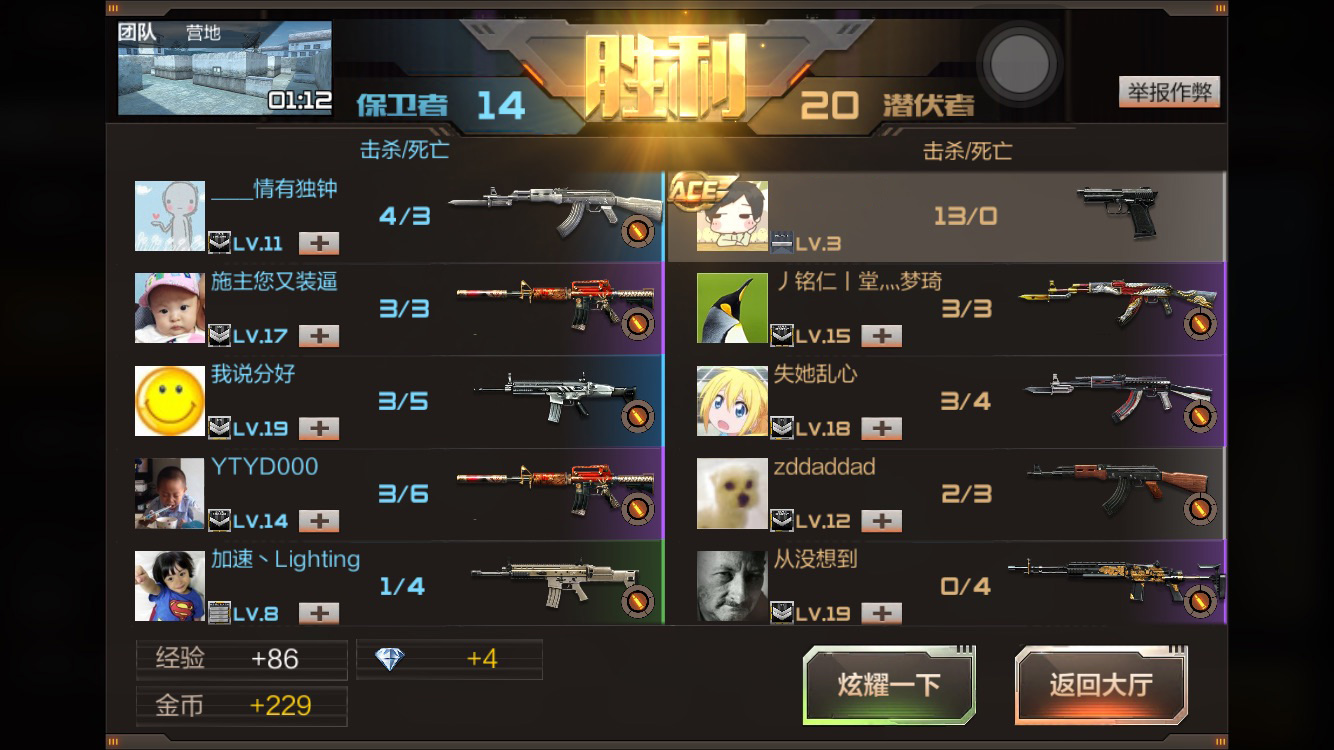 团队 营地
01:12
保卫者 14 胜利 20 潜伏者
举报作弊
击杀/死亡 击杀/死亡
____情有独钟
4/3
LV.11
ACE
13/0
LV.3
施主您又装逼
3/3
LV.17
丿铭仁丨堂灬梦琦
3/3
LV.15
我说分好
3/5
LV.19
失她乱心
3/4
LV.18
YTYD000
3/6
LV.14
zddaddad
2/3
LV.12
加速丶Lighting
1/4
LV.8
从没想到
0/4
LV.19
经验 +86
+4
金币 +229
炫耀一下
返回大厅